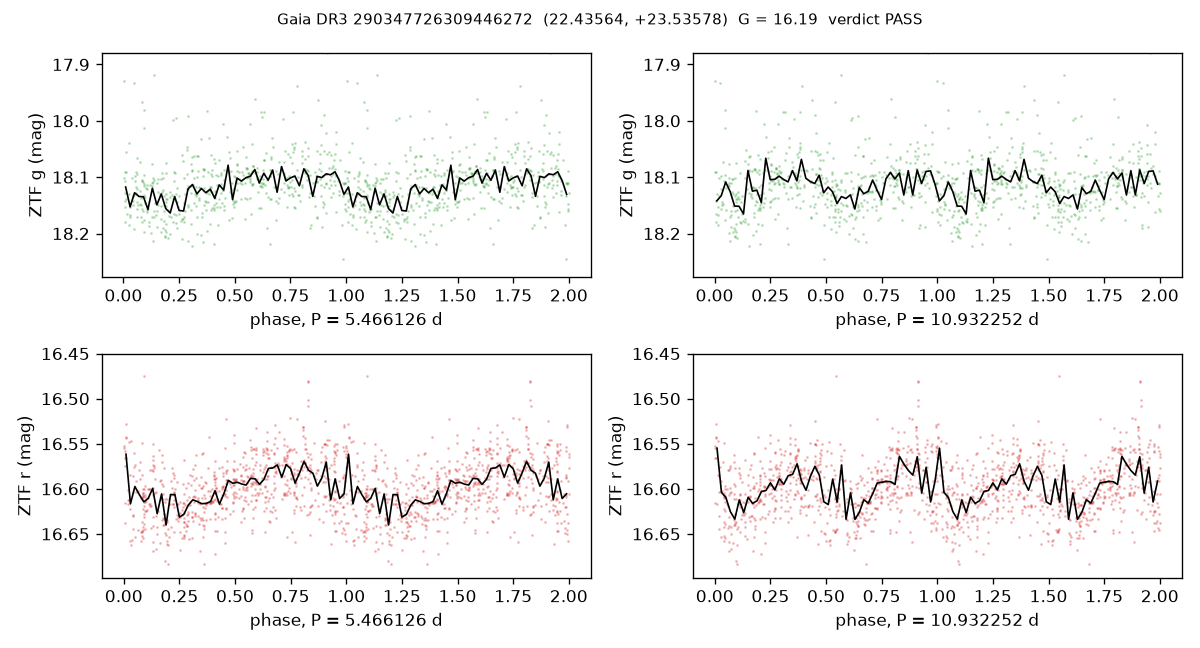 Gaia DR3 290347726309446272  (22.43564, +23.53578)  G = 16.19  verdict PASS
ZTF g (mag)
17.9
18.0
18.1
18.2
0.00 0.25 0.50 0.75 1.00 1.25 1.50 1.75 2.00
phase, P = 5.466126 d
ZTF g (mag)
17.9
18.0
18.1
18.2
0.00 0.25 0.50 0.75 1.00 1.25 1.50 1.75 2.00
phase, P = 10.932252 d
ZTF r (mag)
16.45
16.50
16.55
16.60
16.65
0.00 0.25 0.50 0.75 1.00 1.25 1.50 1.75 2.00
phase, P = 5.466126 d
ZTF r (mag)
16.45
16.50
16.55
16.60
16.65
0.00 0.25 0.50 0.75 1.00 1.25 1.50 1.75 2.00
phase, P = 10.932252 d